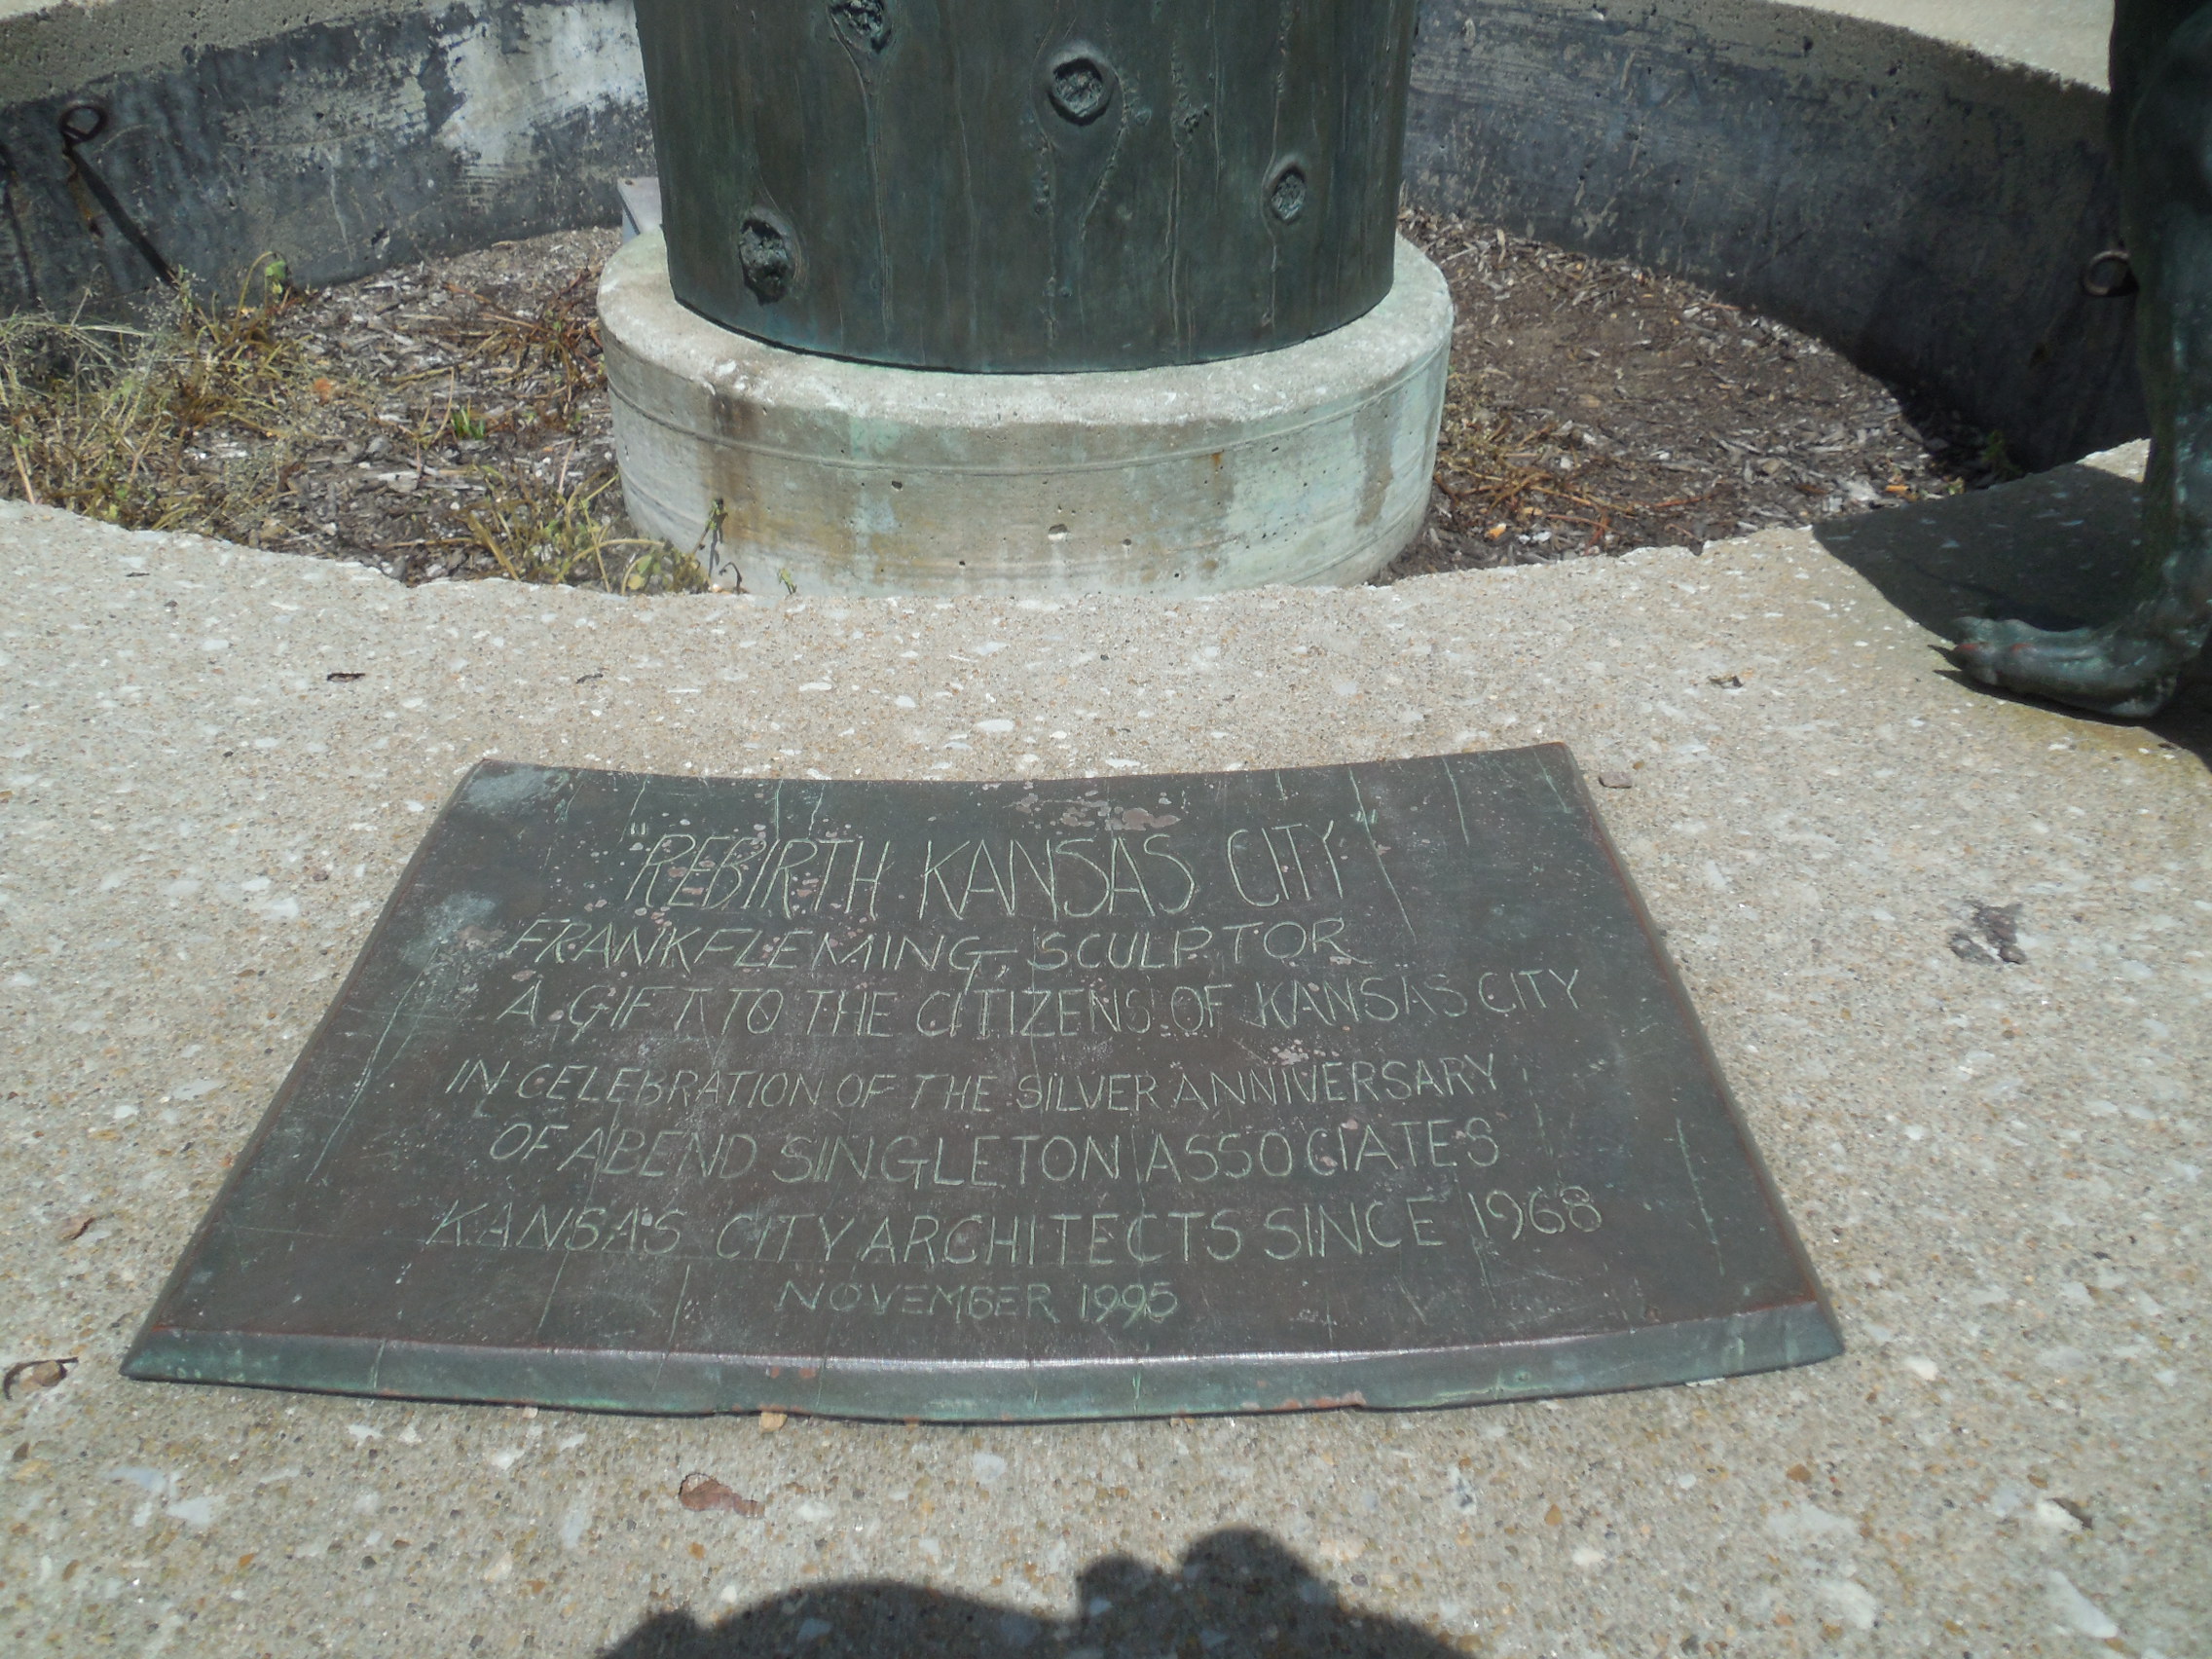 "REBIRTH KANSAS CITY"
FRANK FLEMING, SCULPTOR
A GIFT TO THE CITIZENS OF KANSAS CITY
IN CELEBRATION OF THE SILVER ANNIVERSARY
OF ABEND SINGLETON ASSOCIATES
KANSAS CITY ARCHITECTS SINCE 1968
NOVEMBER 1995